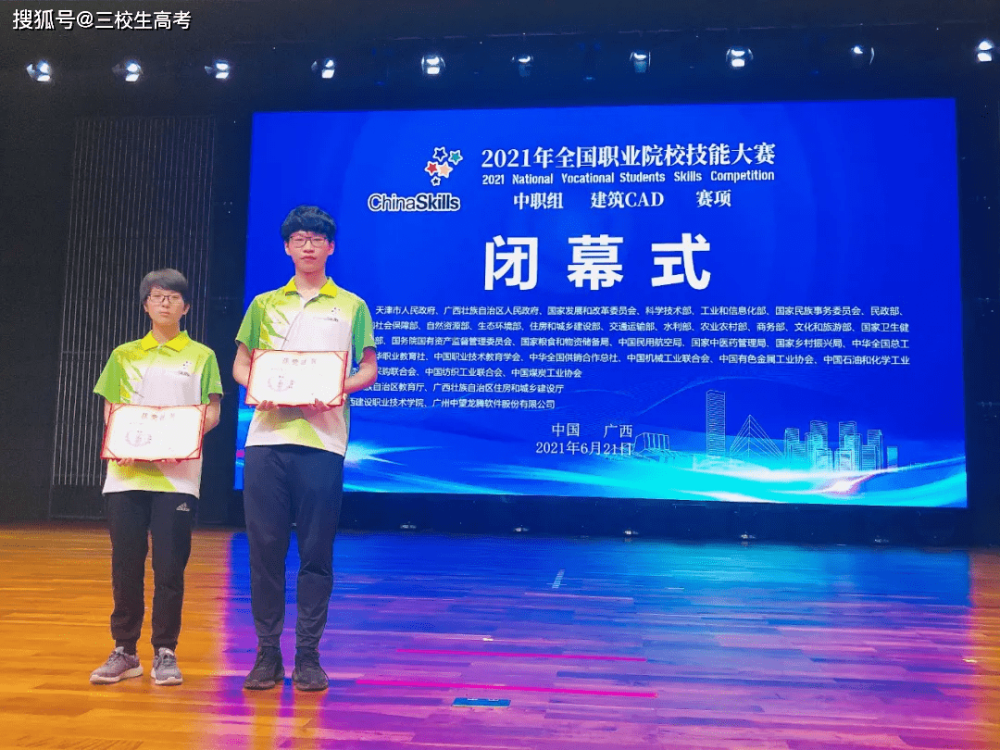 搜狐号@三校生高考
2021年全国职业院校技能大赛
2021 National Vocational Students Skills Competition
ChinaSkills
中职组 建筑CAD 赛项
闭幕式
天津市人民政府、广西壮族自治区人民政府、国家发展和改革委员会、科学技术部、工业和信息化部、国家民族事务委员会、民政部、
社会保障部、自然资源部、生态环境部、住房和城乡建设部、交通运输部、水利部、农业农村部、商务部、文化和旅游部、国家卫生健
部、国务院国有资产监督管理委员会、国家粮食和物资储备局、中国民用航空局、国家中医药管理局、国家乡村振兴局、中华全国总工
职业教育社、中国职业技术教育学会、中华全国供销合作总社、中国机械工业联合会、中国有色金属工业协会、中国石油和化学工业
采购联合会、中国纺织工业联合会、中国煤炭工业协会
族自治区教育厅、广西壮族自治区住房和城乡建设厅
西建设职业技术学院、广州中望龙腾软件股份有限公司
中国 广西
2021年6月21日
adidas